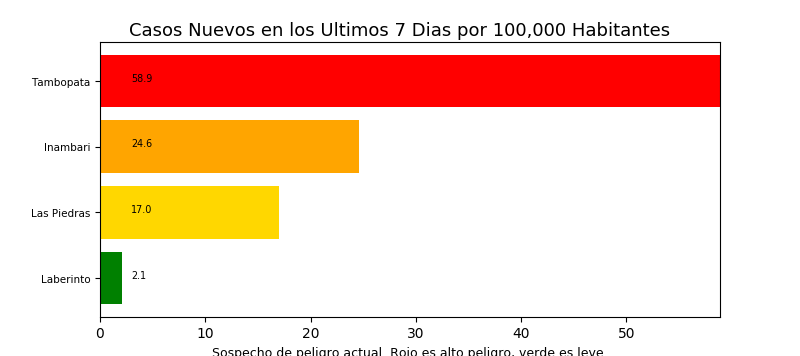 Casos Nuevos en los Ultimos 7 Dias por 100,000 Habitantes
Tambopata 58.9
Inambari 24.6
Las Piedras 17.0
Laberinto 2.1
0 10 20 30 40 50
Sospecho de peligro actual. Rojo es alto peligro, verde es leve